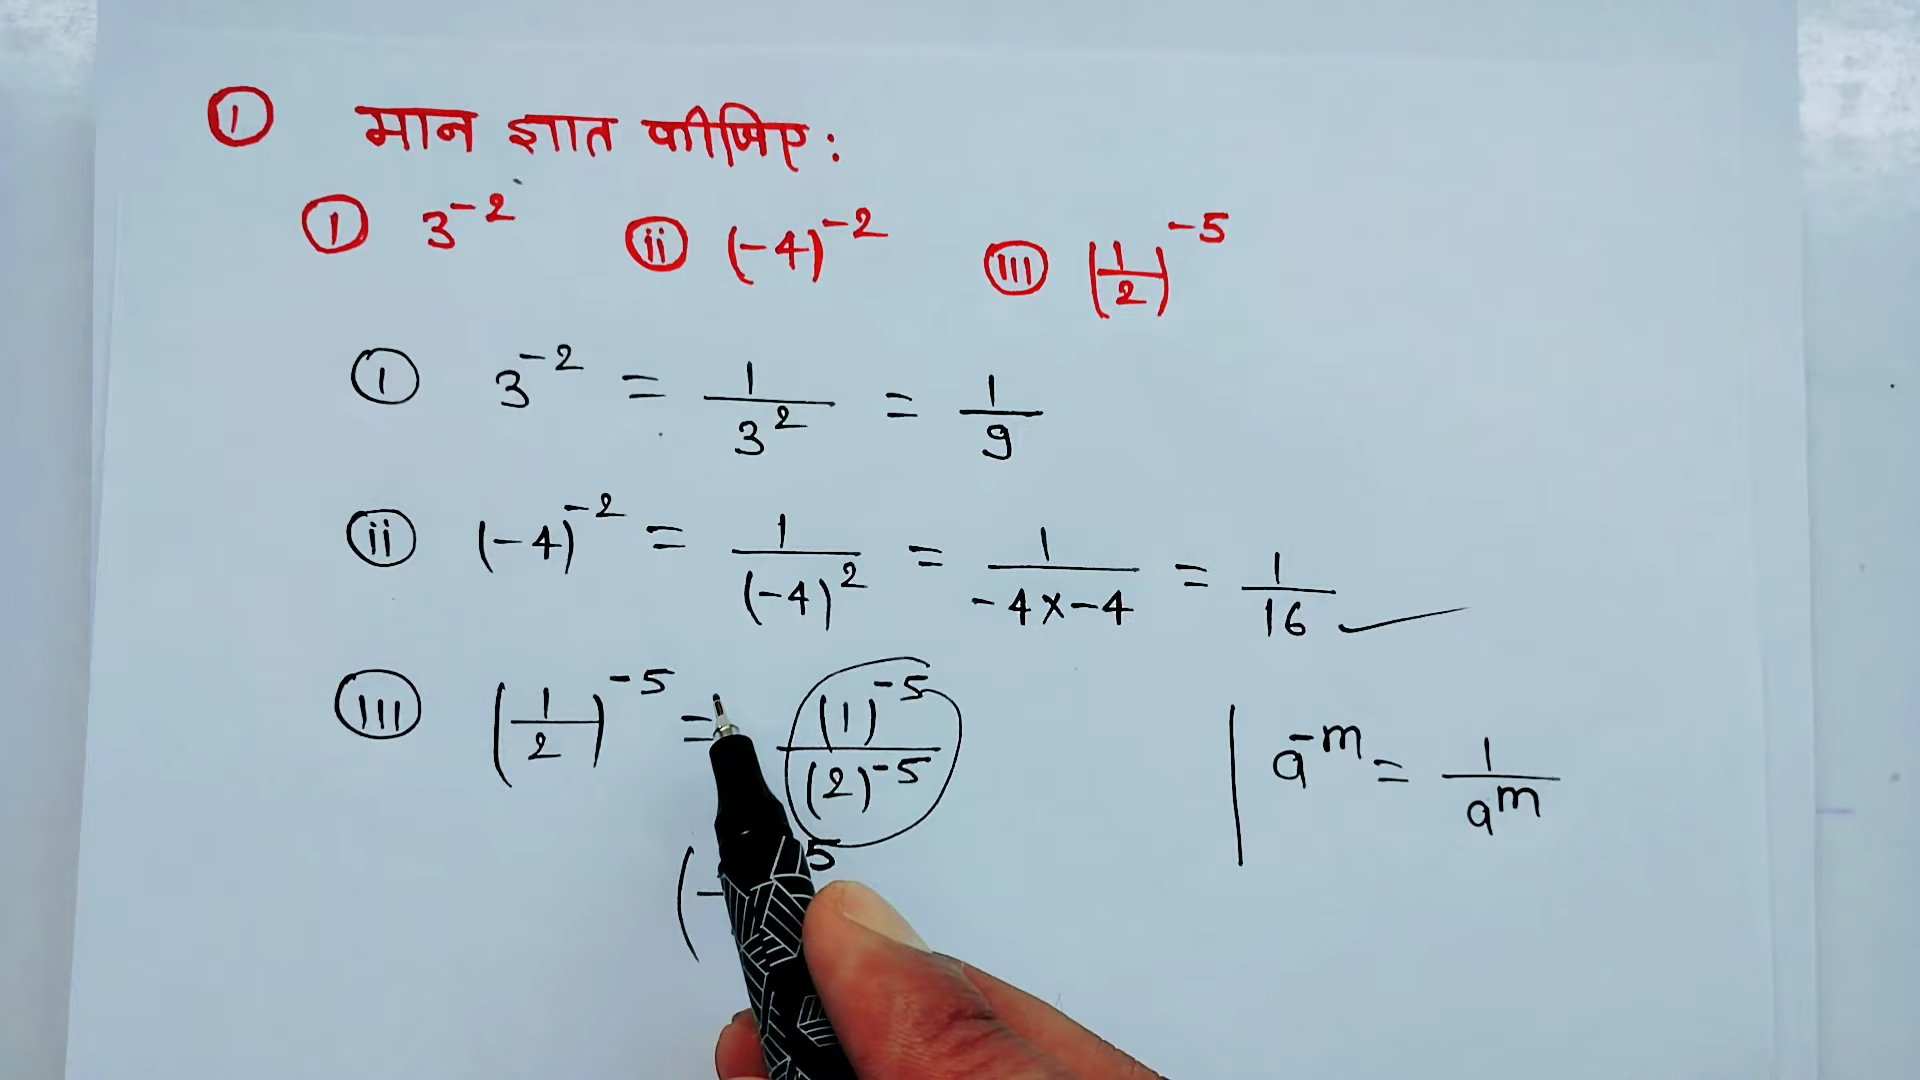 ① मान ज्ञात कीजिए:
① 3⁻² ⓘⓘ (-4)⁻² ⓘⓘⓘ (1/2)⁻⁵
① 3⁻² = 1/3² = 1/9
ⓘⓘ (-4)⁻² = 1/(-4)² = 1/-4×-4 = 1/16
ⓘⓘⓘ (1/2)⁻⁵ = (1)⁻⁵/(2)⁻⁵
a⁻ᵐ = 1/aᵐ
( 5